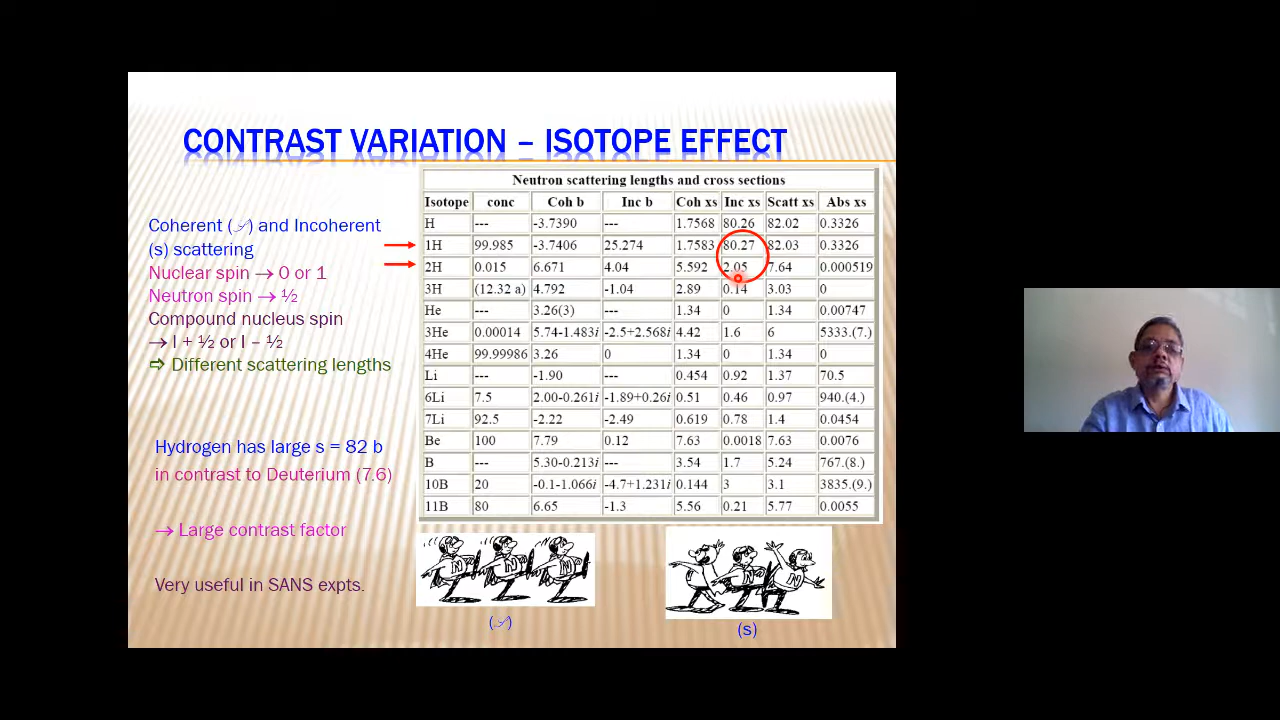 CONTRAST VARIATION – ISOTOPE EFFECT
Coherent (𝒮) and Incoherent
(s) scattering
Nuclear spin → 0 or 1
Neutron spin → ½
Compound nucleus spin
→ I + ½ or I – ½
⇨ Different scattering lengths
Hydrogen has large s = 82 b
in contrast to Deuterium (7.6)
→ Large contrast factor
Very useful in SANS expts.
Neutron scattering lengths and cross sections
Isotope conc Coh b Inc b Coh xs Inc xs Scatt xs Abs xs
H --- -3.7390 --- 1.7568 80.26 82.02 0.3326
1H 99.985 -3.7406 25.274 1.7583 80.27 82.03 0.3326
2H 0.015 6.671 4.04 5.592 2.05 7.64 0.000519
3H (12.32 a) 4.792 -1.04 2.89 0.14 3.03 0
He --- 3.26(3) --- 1.34 0 1.34 0.00747
3He 0.00014 5.74-1.483i -2.5+2.568i 4.42 1.6 6 5333.(7.)
4He 99.99986 3.26 0 1.34 0 1.34 0
Li --- -1.90 --- 0.454 0.92 1.37 70.5
6Li 7.5 2.00-0.261i -1.89+0.26i 0.51 0.46 0.97 940.(4.)
7Li 92.5 -2.22 -2.49 0.619 0.78 1.4 0.0454
Be 100 7.79 0.12 7.63 0.0018 7.63 0.0076
B --- 5.30-0.213i --- 3.54 1.7 5.24 767.(8.)
10B 20 -0.1-1.066i -4.7+1.231i 0.144 3 3.1 3835.(9.)
11B 80 6.65 -1.3 5.56 0.21 5.77 0.0055
N N
N N
(𝒮)
(s)